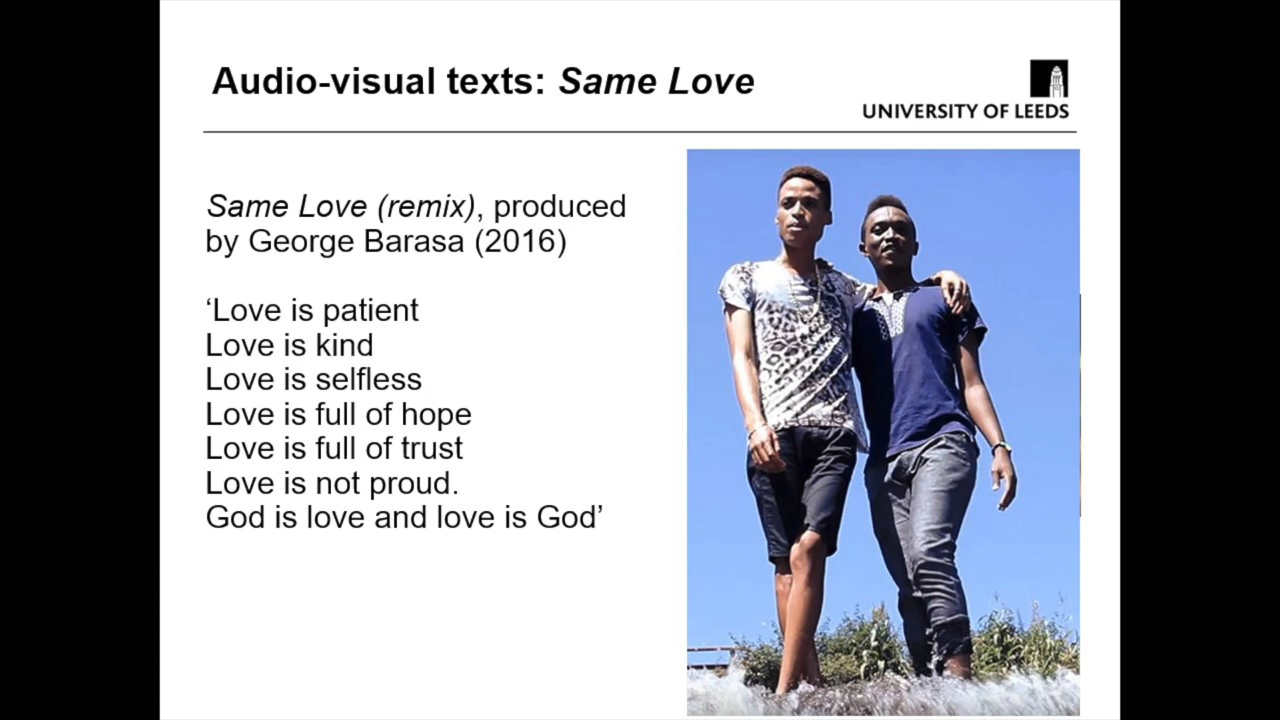 Audio-visual texts: Same Love
UNIVERSITY OF LEEDS
Same Love (remix), produced
by George Barasa (2016)
‘Love is patient
Love is kind
Love is selfless
Love is full of hope
Love is full of trust
Love is not proud.
God is love and love is God’